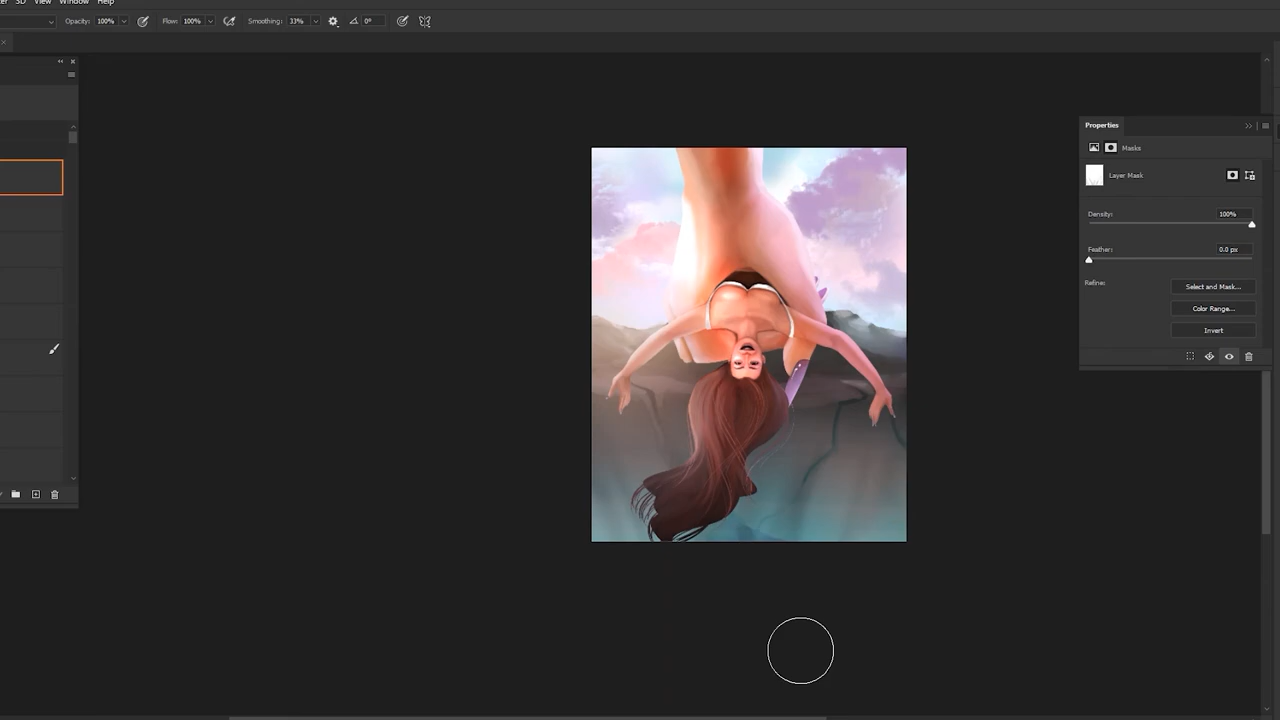 3D View Window Help
Opacity: 100% Flow: 100% Smoothing: 33% 0°
Properties
Masks
Layer Mask
Density: 100%
Feather: 0.0 px
Refine: Select and Mask...
Color Range...
Invert